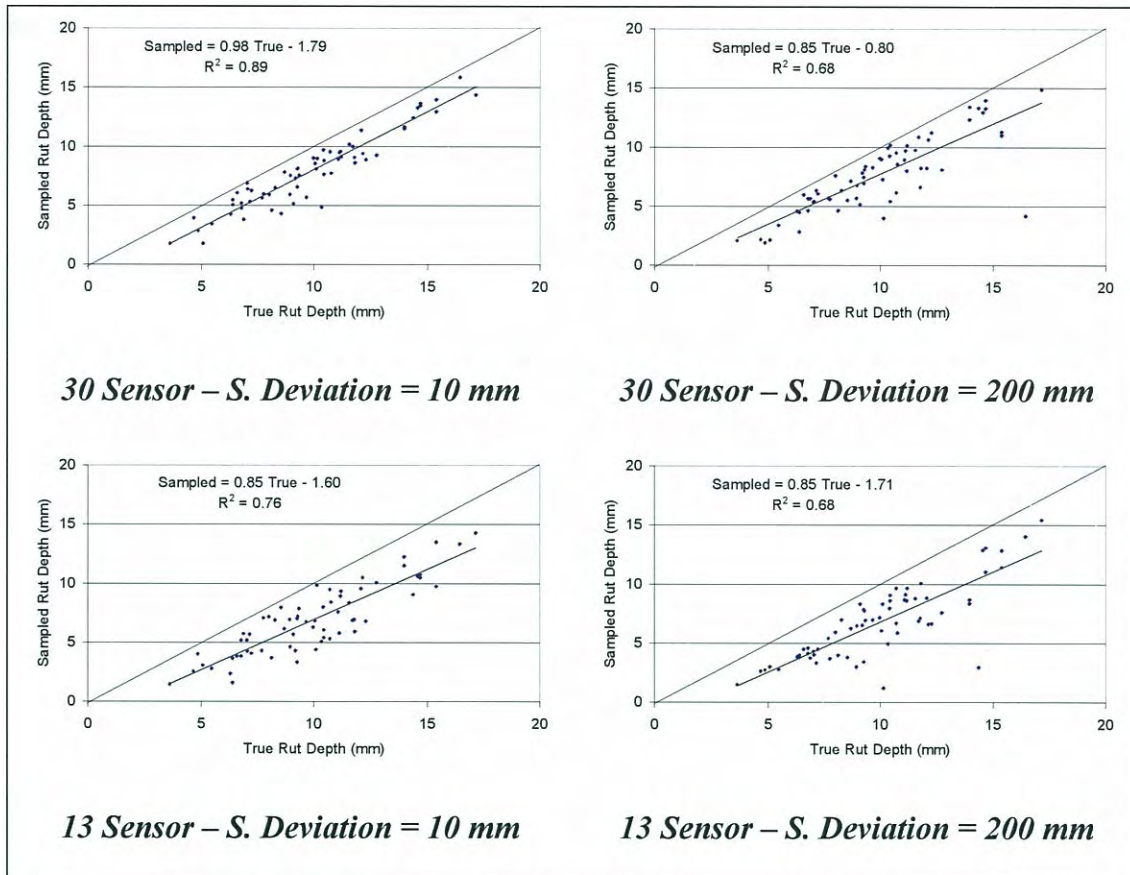 Sampled = 0.98 True - 1.79
R² = 0.89
Sampled Rut Depth (mm)
20
15
10
5
0
0 5 10 15 20
True Rut Depth (mm)
30 Sensor – S. Deviation = 10 mm
Sampled = 0.85 True - 0.80
R² = 0.68
Sampled Rut Depth (mm)
20
15
10
5
0
0 5 10 15 20
True Rut Depth (mm)
30 Sensor – S. Deviation = 200 mm
Sampled = 0.85 True - 1.60
R² = 0.76
Sampled Rut Depth (mm)
20
15
10
5
0
0 5 10 15 20
True Rut Depth (mm)
13 Sensor – S. Deviation = 10 mm
Sampled = 0.85 True - 1.71
R² = 0.68
Sampled Rut Depth (mm)
20
15
10
5
0
0 5 10 15 20
True Rut Depth (mm)
13 Sensor – S. Deviation = 200 mm